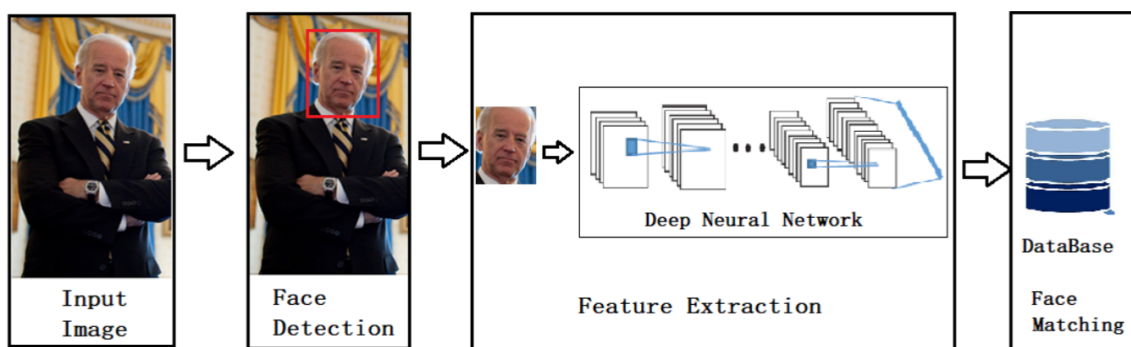 Input
Image
Face
Detection
Deep Neural Network
Feature Extraction
DataBase
Face
Matching